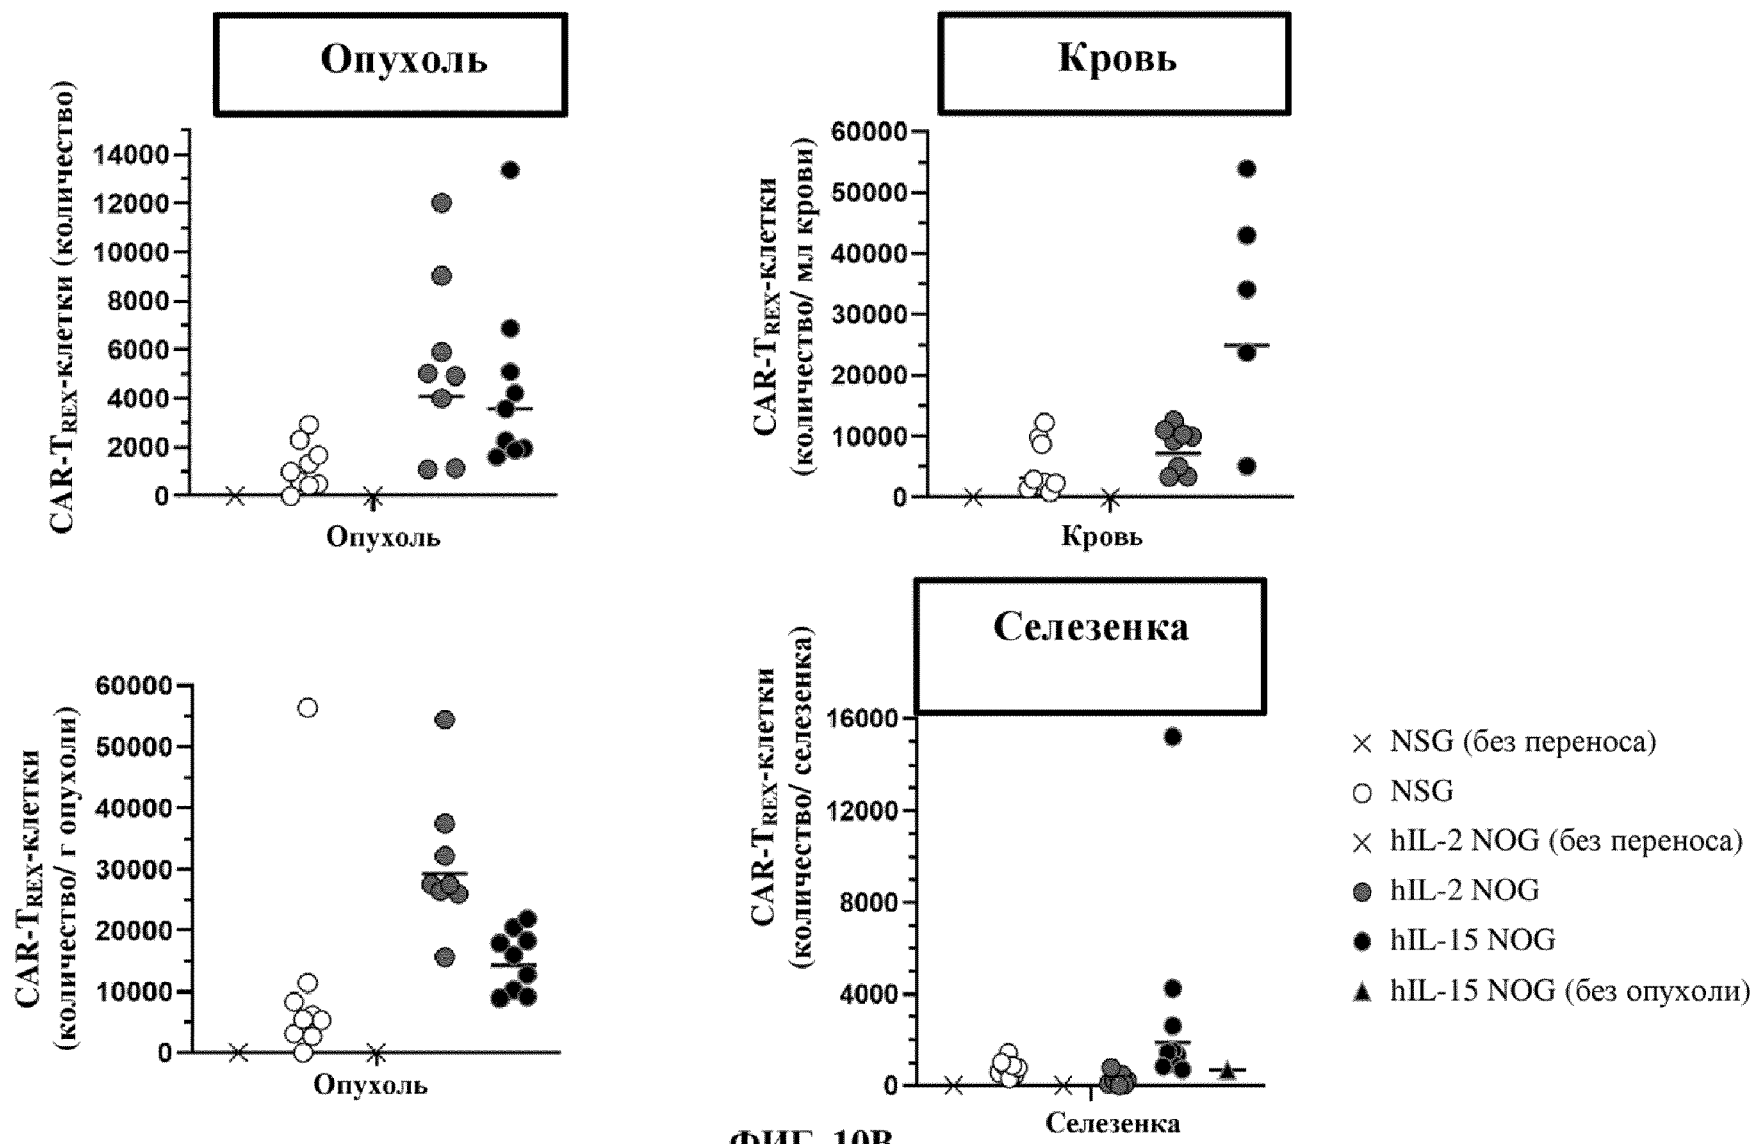 Опухоль
CAR-TREX-клетки (количество)
14000
12000
10000
8000
6000
4000
2000
0
Опухоль
Кровь
CAR-TREX-клетки
(количество/ мл крови)
60000
50000
40000
30000
20000
10000
0
Кровь
CAR-TREX-клетки
(количество/ г опухоли)
60000
50000
40000
30000
20000
10000
0
Опухоль
Селезенка
CAR-TREX-клетки
(количество/ селезенка)
16000
12000
8000
4000
0
Селезенка
NSG (без переноса)
NSG
hIL-2 NOG (без переноса)
hIL-2 NOG
hIL-15 NOG
hIL-15 NOG (без опухоли)
ФИГ. 10B